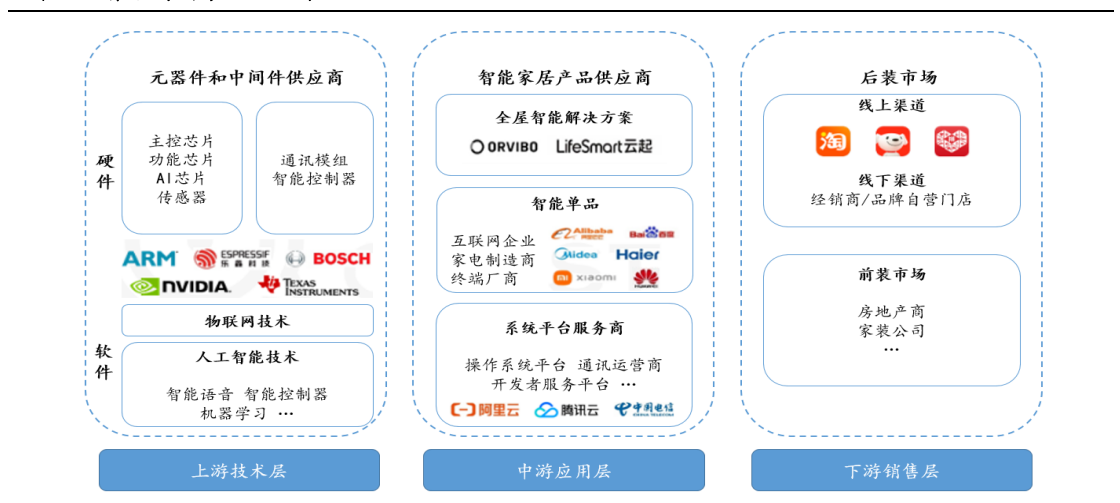 元器件和中间件供应商
硬件
主控芯片
功能芯片
AI芯片
传感器
通讯模组
智能控制器
ARM
ESPRESSIF
乐鑫科技
BOSCH
NVIDIA.
TEXAS
INSTRUMENTS
软件
物联网技术
人工智能技术
智能语音 智能控制器
机器学习 …
上游技术层
智能家居产品供应商
全屋智能解决方案
ORVIBO LifeSmart云起
智能单品
互联网企业
家电制造商
终端厂商
Alibaba
Bai百度
Midea Haier
mi xiaomi
HUAWEI
系统平台服务商
操作系统平台 通讯运营商
开发者服务平台 …
阿里云 腾讯云 中国电信
中游应用层
后装市场
线上渠道
淘
线下渠道
经销商/品牌自营门店
前装市场
房地产商
家装公司
…
下游销售层